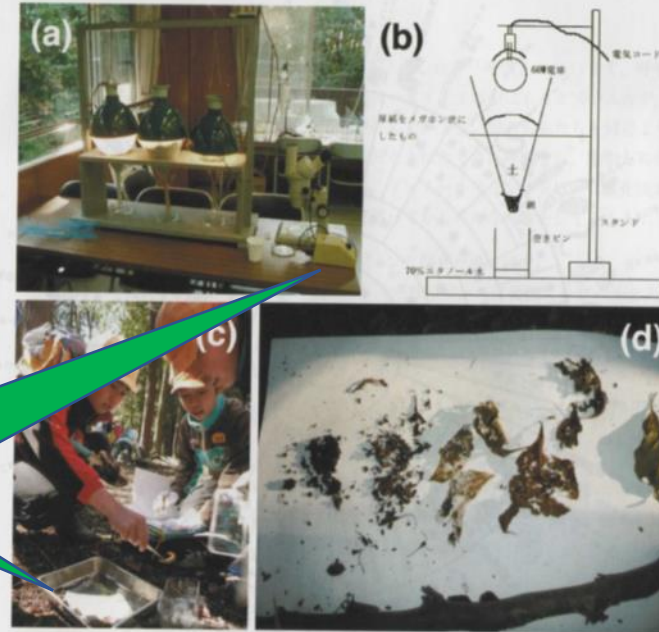 (a)
(b)
電気コード
60W電球
厚紙をメガホン状に
したもの
土
網
スタンド
空きビン
70%エタノール水
(c)
(d)